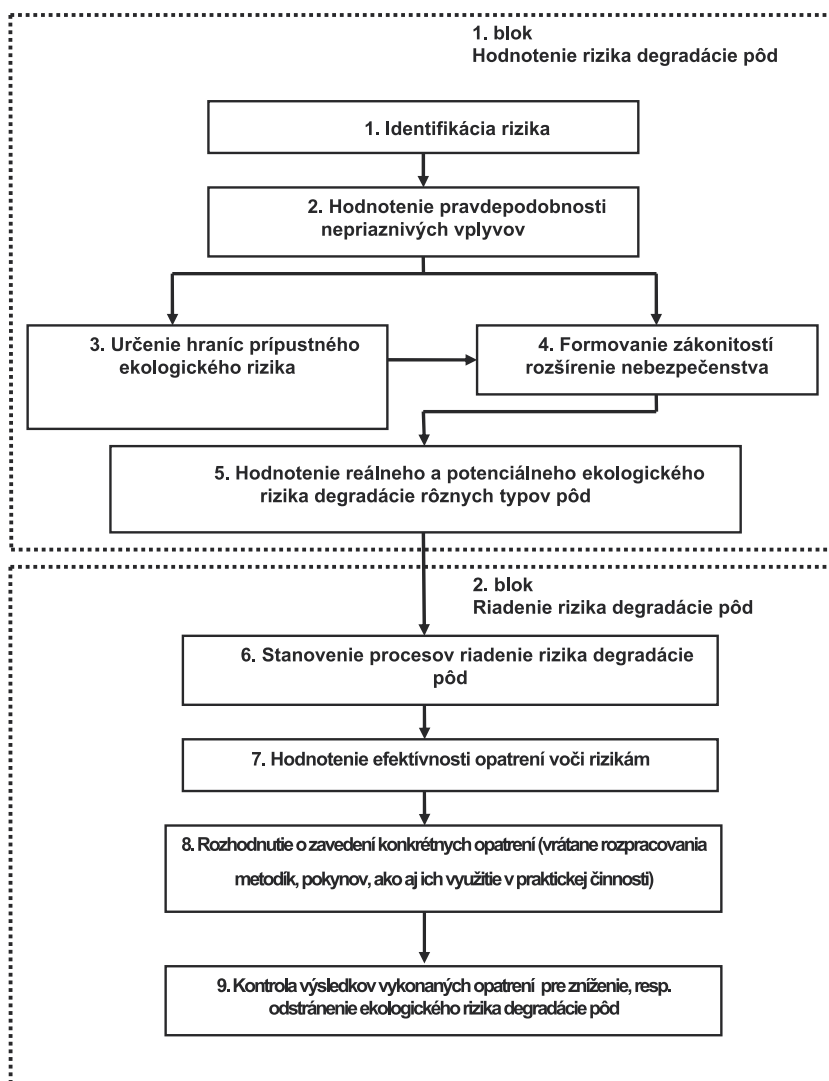 1. blok
Hodnotenie rizika degradácie pôd
1. Identifikácia rizika
2. Hodnotenie pravdepodobnosti
nepriaznivých vplyvov
3. Určenie hraníc prípustného
ekologického rizika
4. Formovanie zákonitostí
rozšírenie nebezpečenstva
5. Hodnotenie reálneho a potenciálneho ekologického
rizika degradácie rôznych typov pôd
2. blok
Riadenie rizika degradácie pôd
6. Stanovenie procesov riadenie rizika degradácie
pôd
7. Hodnotenie efektívnosti opatrení voči rizikám
8. Rozhodnutie o zavedení konkrétnych opatrení (vrátane rozpracovania
metodík, pokynov, ako aj ich využitie v praktickej činnosti)
9. Kontrola výsledkov vykonaných opatrení pre zníženie, resp.
odstránenie ekologického rizika degradácie pôd